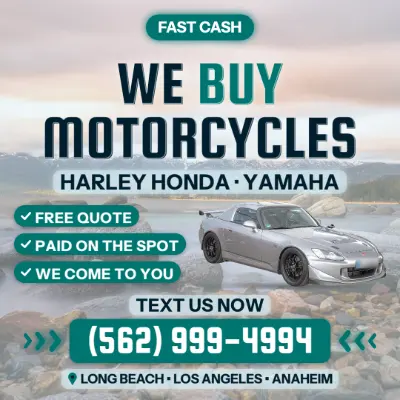 FAST CASH
WE BUY
MOTORCYCLES
HARLEY HONDA • YAMAHA
FREE QUOTE
PAID ON THE SPOT
WE COME TO YOU
TEXT US NOW
(562) 999-4994
LONG BEACH • LOS ANGELES • ANAHEIM